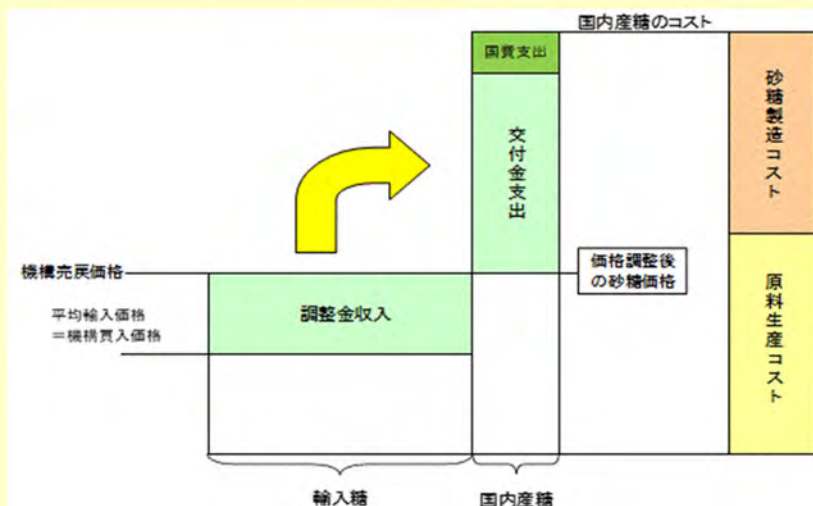 国内産糖のコスト
国費支出
交付金支出
砂糖製造コスト
機構売戻価格
価格調整後
の砂糖価格
平均輸入価格
＝機構買入価格
調整金収入
原料生産コスト
輸入糖
国内産糖